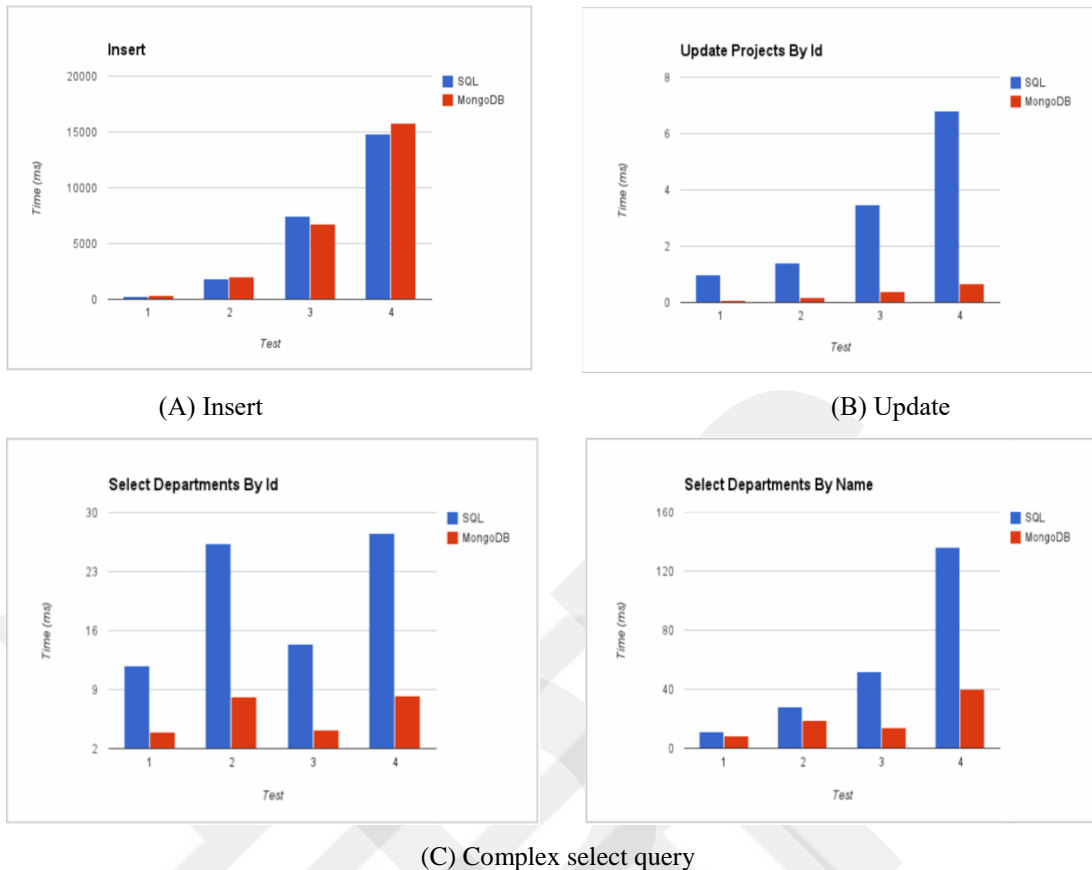 Insert
20000
SQL
MongoDB
15000
10000
5000
0
Time (ms)
1 2 3 4
Test
Update Projects By Id
8
SQL
MongoDB
6
4
2
0
Time (ms)
1 2 3 4
Test
(A) Insert
(B) Update
Select Departments By Id
30
SQL
MongoDB
23
16
9
2
Time (ms)
1 2 3 4
Test
Select Departments By Name
160
SQL
MongoDB
120
80
40
0
Time (ms)
1 2 3 4
Test
(C) Complex select query